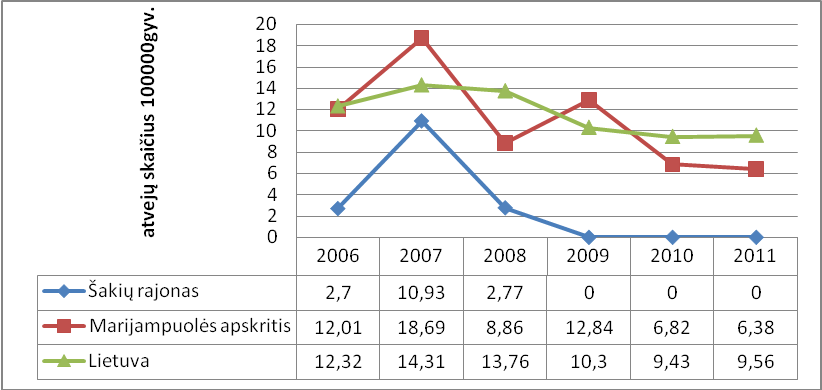 atvejų skaičius 100000gyv.
20
18
16
14
12
10
8
6
4
2
0
2006 2007 2008 2009 2010 2011
Šakių rajonas 2,7 10,93 2,77 0 0 0
Marijampuolės apskritis 12,01 18,69 8,86 12,84 6,82 6,38
Lietuva 12,32 14,31 13,76 10,3 9,43 9,56